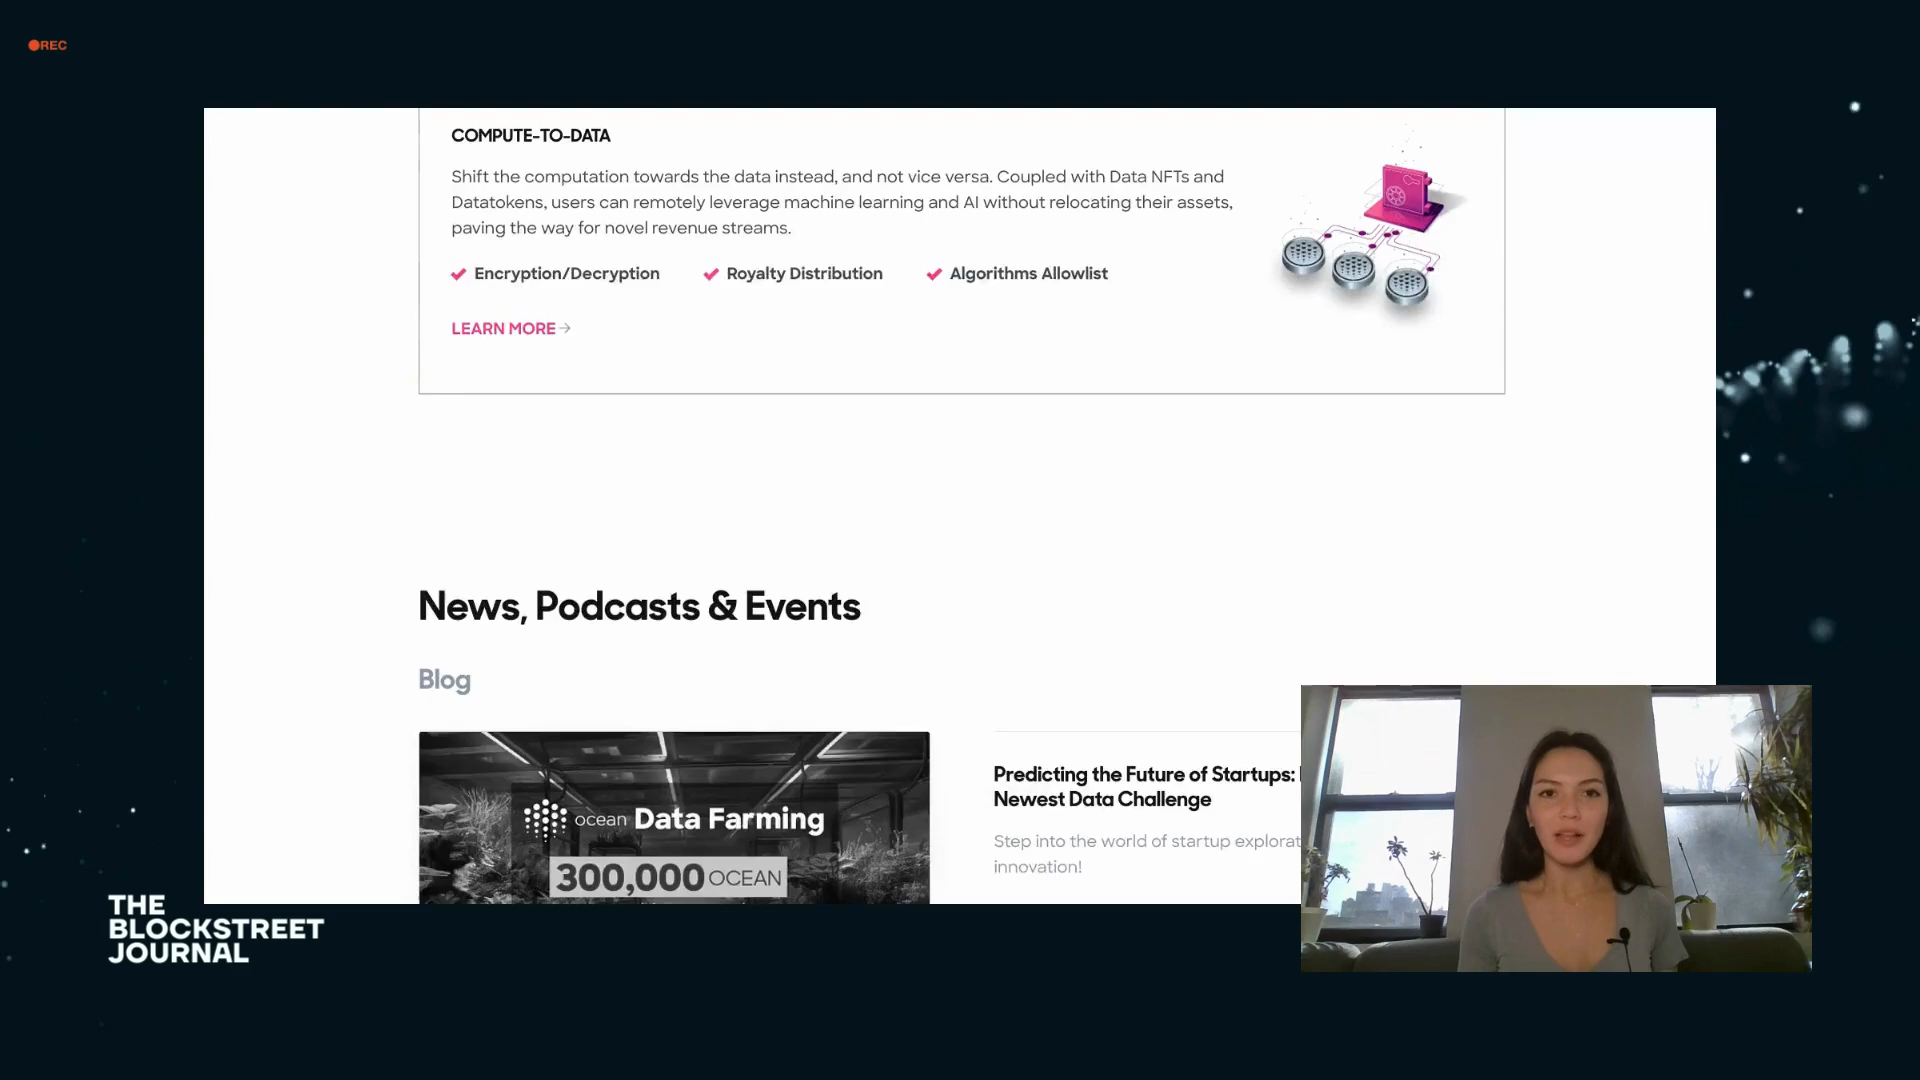 REC
COMPUTE-TO-DATA
Shift the computation towards the data instead, and not vice versa. Coupled with Data NFTs and
Datatokens, users can remotely leverage machine learning and AI without relocating their assets,
paving the way for novel revenue streams.
Encryption/Decryption Royalty Distribution Algorithms Allowlist
LEARN MORE →
News, Podcasts & Events
Blog
ocean Data Farming
300,000 OCEAN
Predicting the Future of Startups:
Newest Data Challenge
Step into the world of startup
innovation!
THE
BLOCKSTREET
JOURNAL